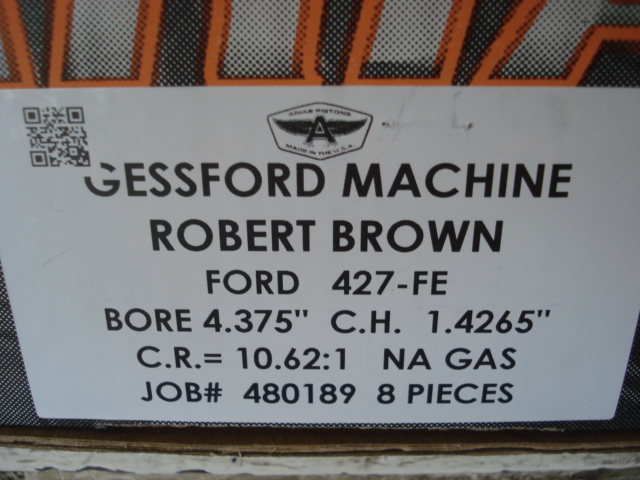 ARIAS PISTONS
A
MADE IN THE U.S.A.
GESSFORD MACHINE
ROBERT BROWN
FORD 427-FE
BORE 4.375" C.H. 1.4265"
C.R.= 10.62:1 NA GAS
JOB# 480189 8 PIECES